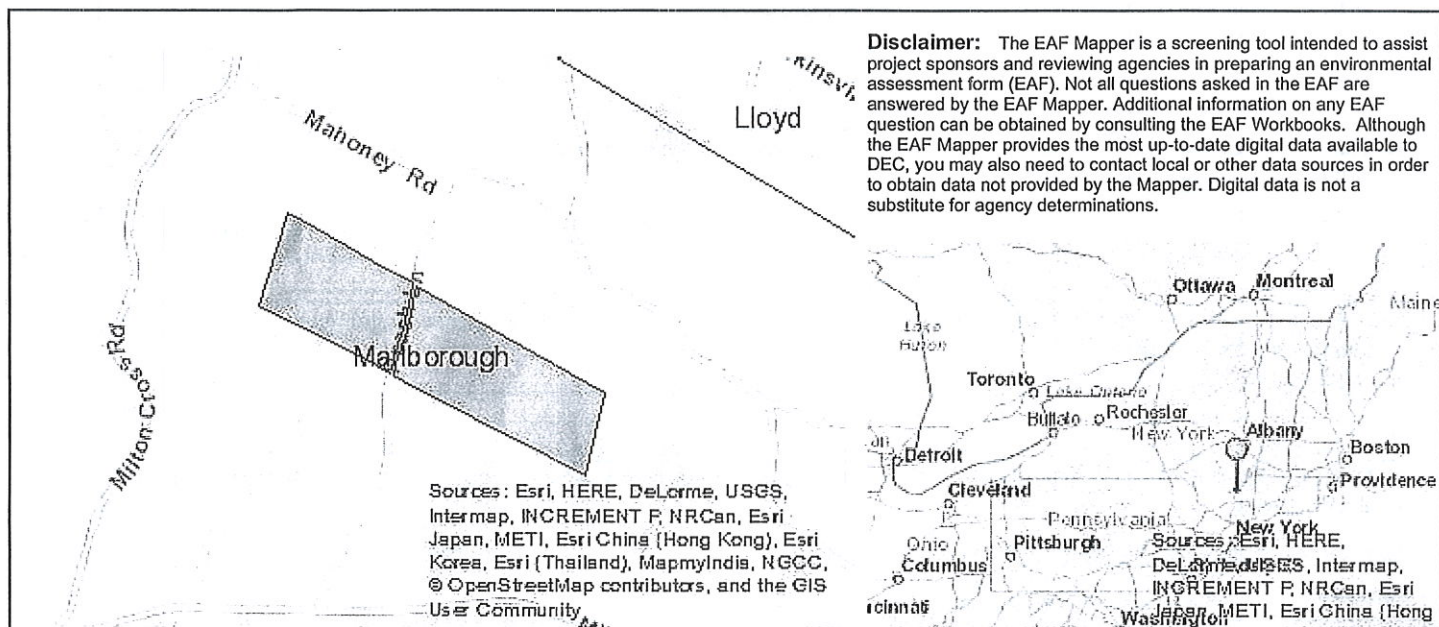 Disclaimer: The EAF Mapper is a screening tool intended to assist
project sponsors and reviewing agencies in preparing an environmental
assessment form (EAF). Not all questions asked in the EAF are
answered by the EAF Mapper. Additional information on any EAF
question can be obtained by consulting the EAF Workbooks. Although
the EAF Mapper provides the most up-to-date digital data available to
DEC, you may also need to contact local or other data sources in order
to obtain data not provided by the Mapper. Digital data is not a
substitute for agency determinations.
Lloyd
Mahoney Rd
Marlborough
Milton Cross Rd
Sources: Esri, HERE, DeLorme, USGS,
Intermap, INCREMENT P, NRCan, Esri
Japan, METI, Esri China (Hong Kong), Esri
Korea, Esri (Thailand), MapmyIndia, NGCC,
© OpenStreetMap contributors, and the GIS
User Community
Ottawa
Montreal
Maine
Lake
Huron
Toronto
Lake Ontario
Buffalo
Rochester
New York
Albany
Boston
Detroit
Providence
Cleveland
Pennsylvania
New York
Ohio
Pittsburgh
Columbus
Washington
Sources: Esri, HERE,
DeLorme, USGS, Intermap,
INCREMENT P, NRCan, Esri
Japan, METI, Esri China (Hong